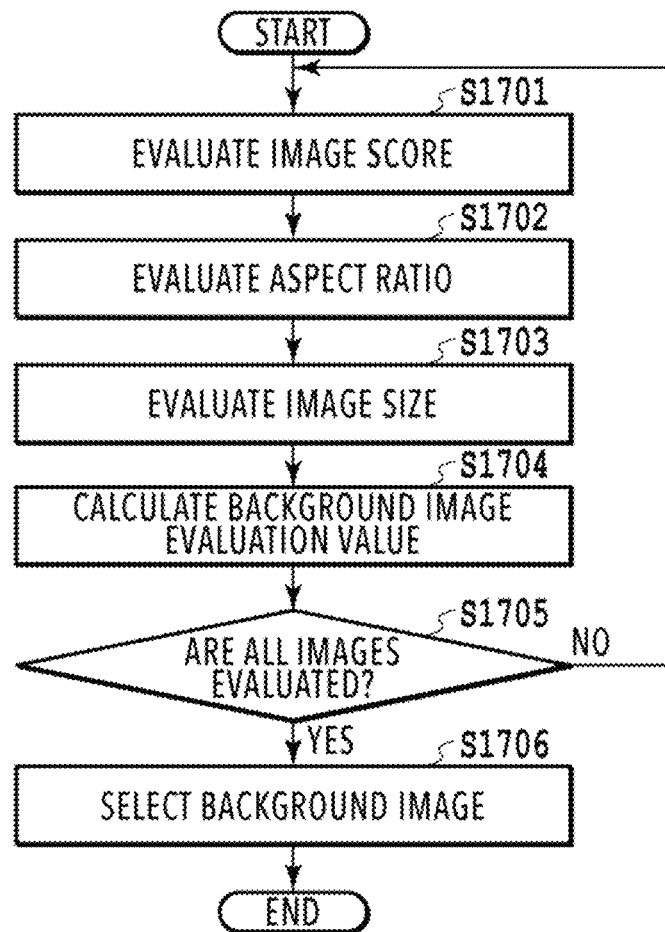 START
S1701
EVALUATE IMAGE SCORE
S1702
EVALUATE ASPECT RATIO
S1703
EVALUATE IMAGE SIZE
S1704
CALCULATE BACKGROUND IMAGE
EVALUATION VALUE
S1705
ARE ALL IMAGES
EVALUATED?
NO
YES
S1706
SELECT BACKGROUND IMAGE
END